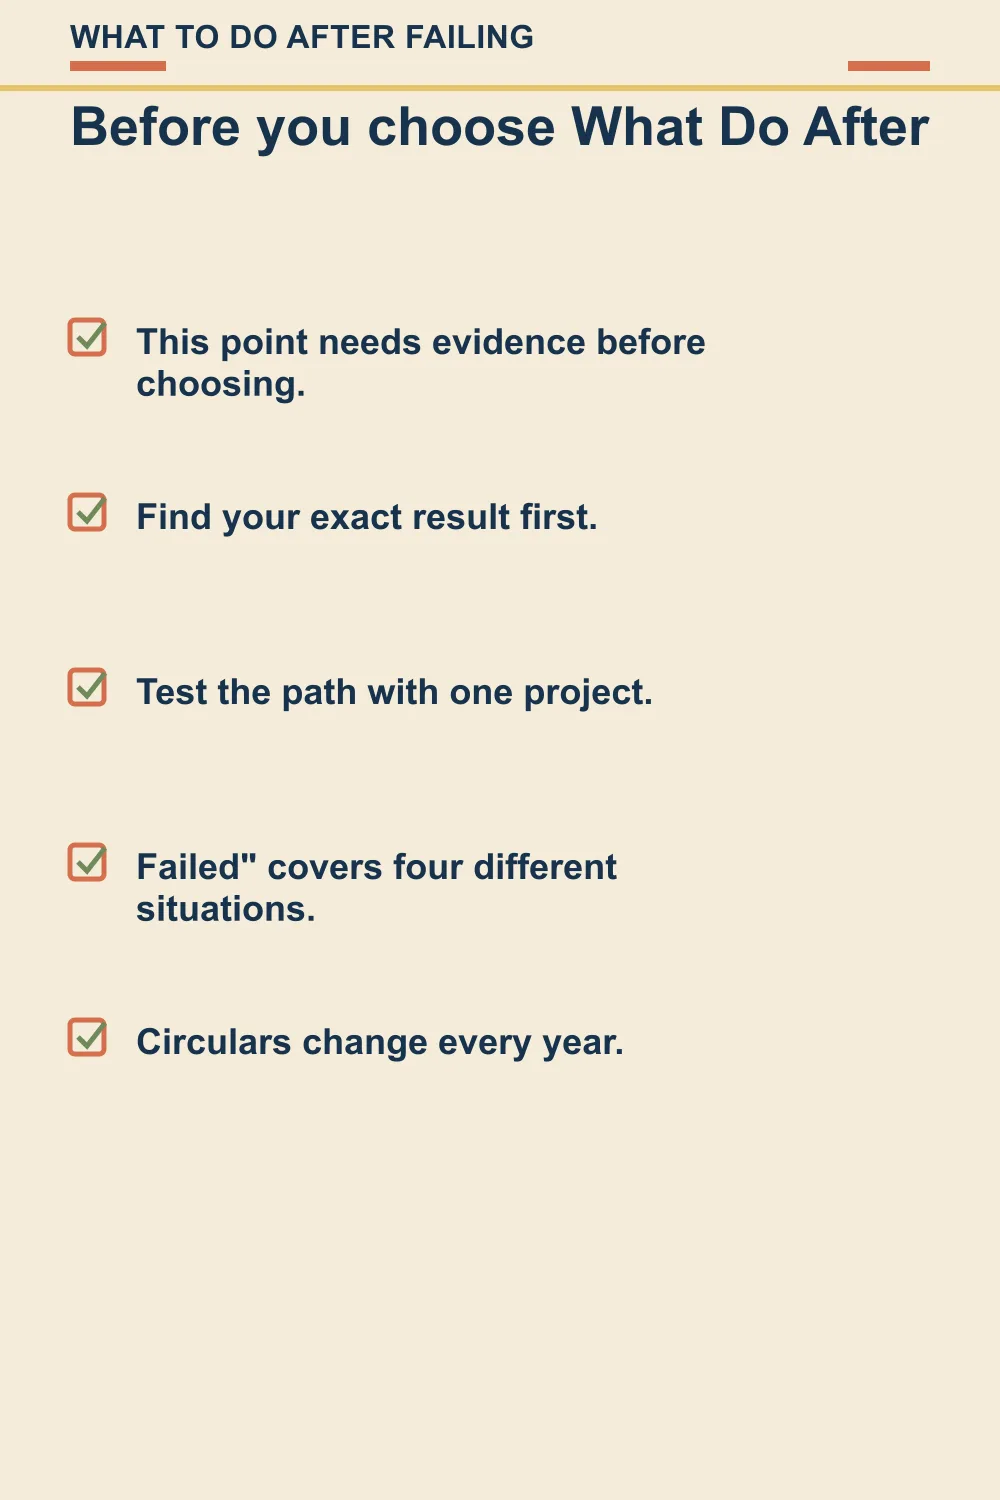 WHAT TO DO AFTER FAILING
Before you choose What Do After
This point needs evidence before
choosing.
Find your exact result first.
Test the path with one project.
Failed" covers four different
situations.
Circulars change every year.